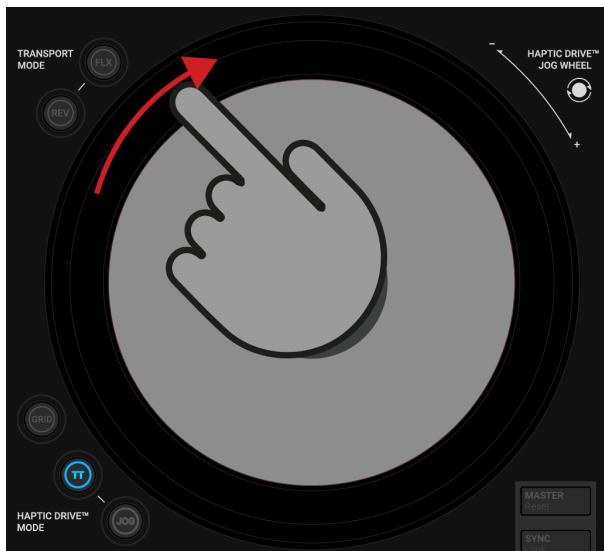 TRANSPORT
MODE
FLX
REV
−
HAPTIC DRIVE™
JOG WHEEL
+
GRID
TT
HAPTIC DRIVE™
MODE
JOG
MASTER
Reset
SYNC